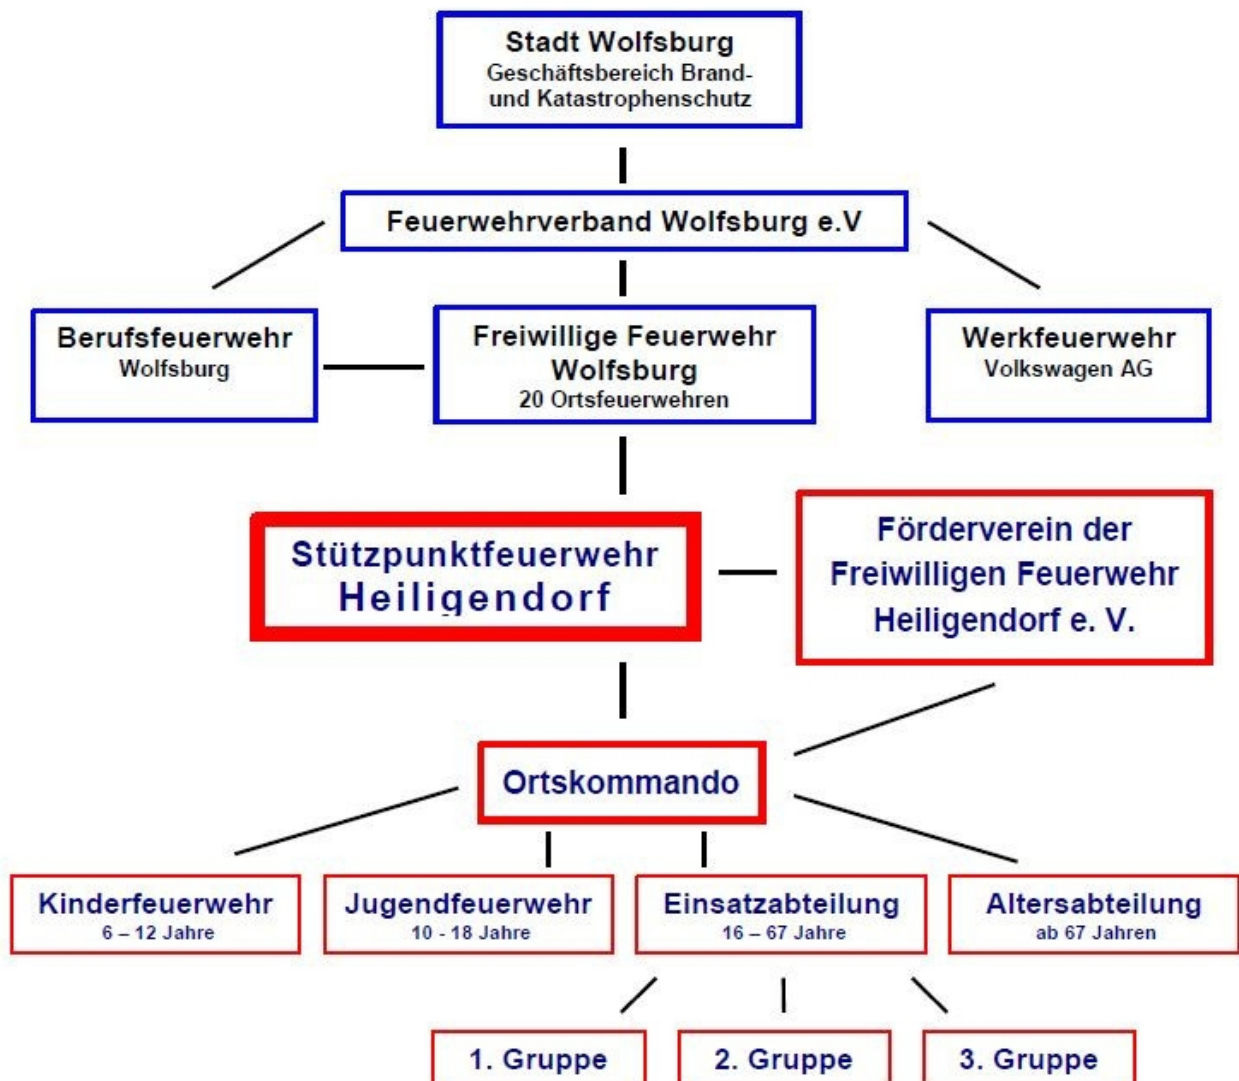 Stadt Wolfsburg
Geschäftsbereich Brand-
und Katastrophenschutz
Feuerwehrverband Wolfsburg e.V
Berufsfeuerwehr
Wolfsburg
Freiwillige Feuerwehr
Wolfsburg
20 Ortsfeuerwehren
Werkfeuerwehr
Volkswagen AG
Stützpunktfeuerwehr
Heiligendorf
Förderverein der
Freiwilligen Feuerwehr
Heiligendorf e. V.
Ortskommando
Kinderfeuerwehr
6 – 12 Jahre
Jugendfeuerwehr
10 - 18 Jahre
Einsatzabteilung
16 – 67 Jahre
Altersabteilung
ab 67 Jahren
1. Gruppe
2. Gruppe
3. Gruppe